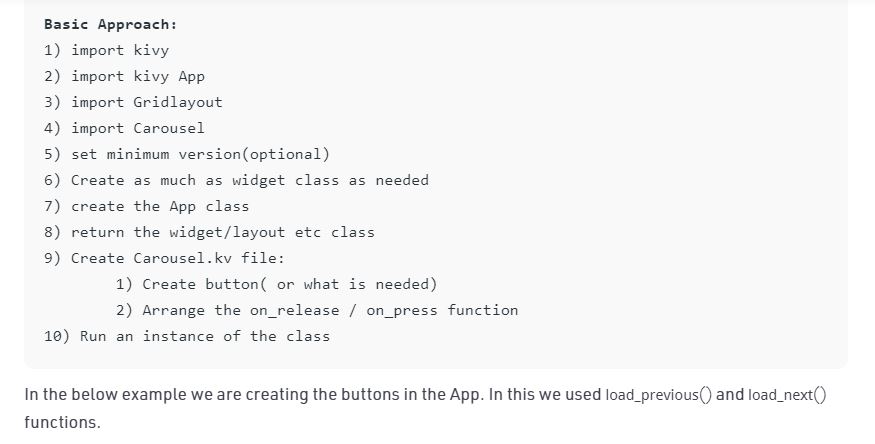 Basic Approach:
1) import kivy
2) import kivy App
3) import Gridlayout
4) import Carousel
5) set minimum version(optional)
6) Create as much as widget class as needed
7) create the App class
8) return the widget/layout etc class
9) Create Carousel.kv file:
1) Create button( or what is needed)
2) Arrange the on_release / on_press function
10) Run an instance of the class
In the below example we are creating the buttons in the App. In this we used load_previous() and load_next()
functions.